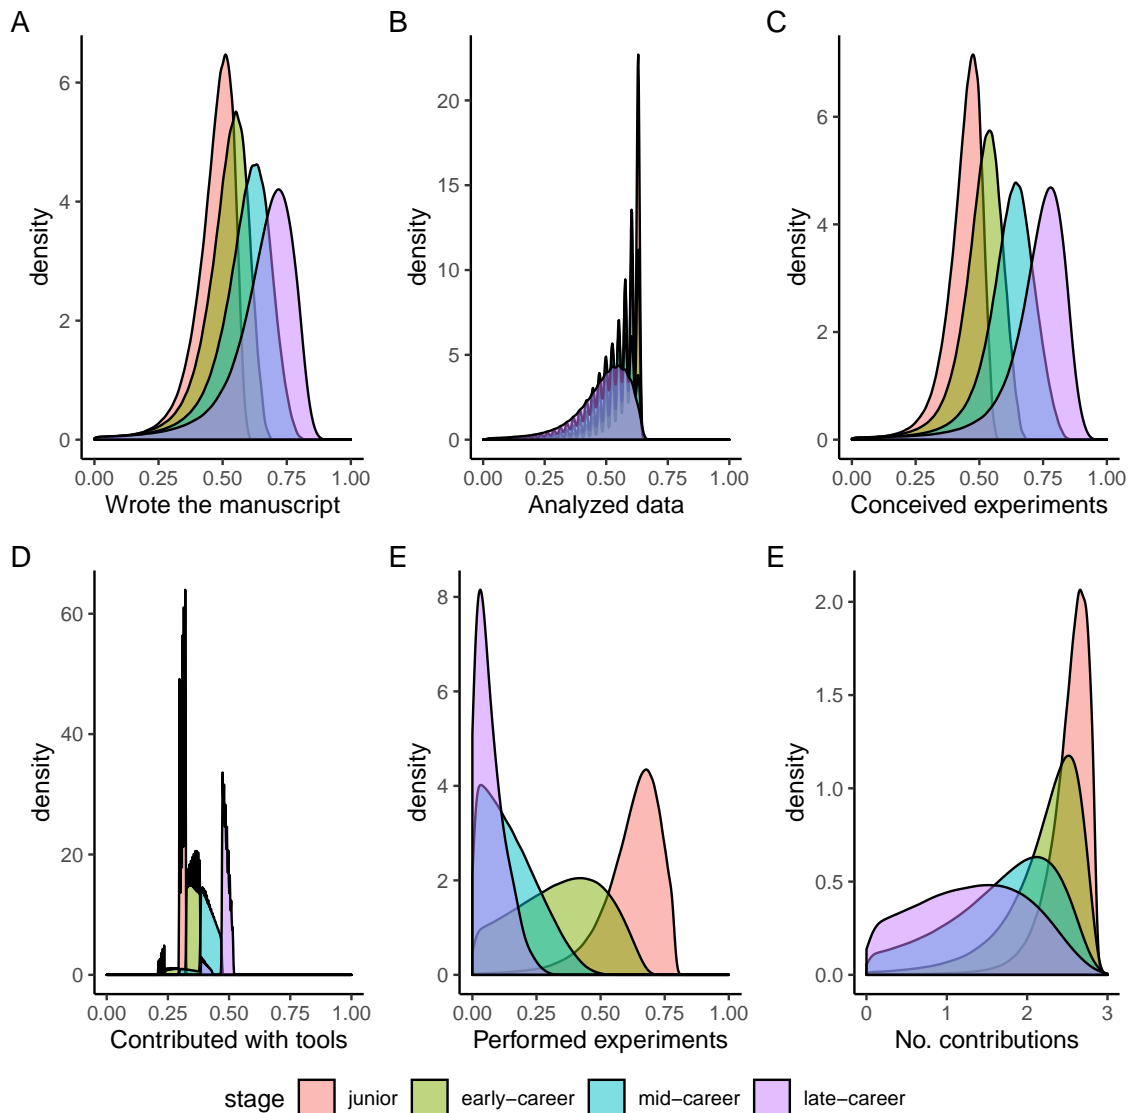 A
B
C
density
6
4
2
0
0.00 0.25 0.50 0.75 1.00
Wrote the manuscript
density
20
15
10
5
0
0.00 0.25 0.50 0.75 1.00
Analyzed data
density
6
4
2
0
0.00 0.25 0.50 0.75 1.00
Conceived experiments
D
E
E
density
60
40
20
0
0.00 0.25 0.50 0.75 1.00
Contributed with tools
density
8
6
4
2
0
0.00 0.25 0.50 0.75 1.00
Performed experiments
density
2.0
1.5
1.0
0.5
0.0
0 1 2 3
No. contributions
stage junior early−career mid−career late−career